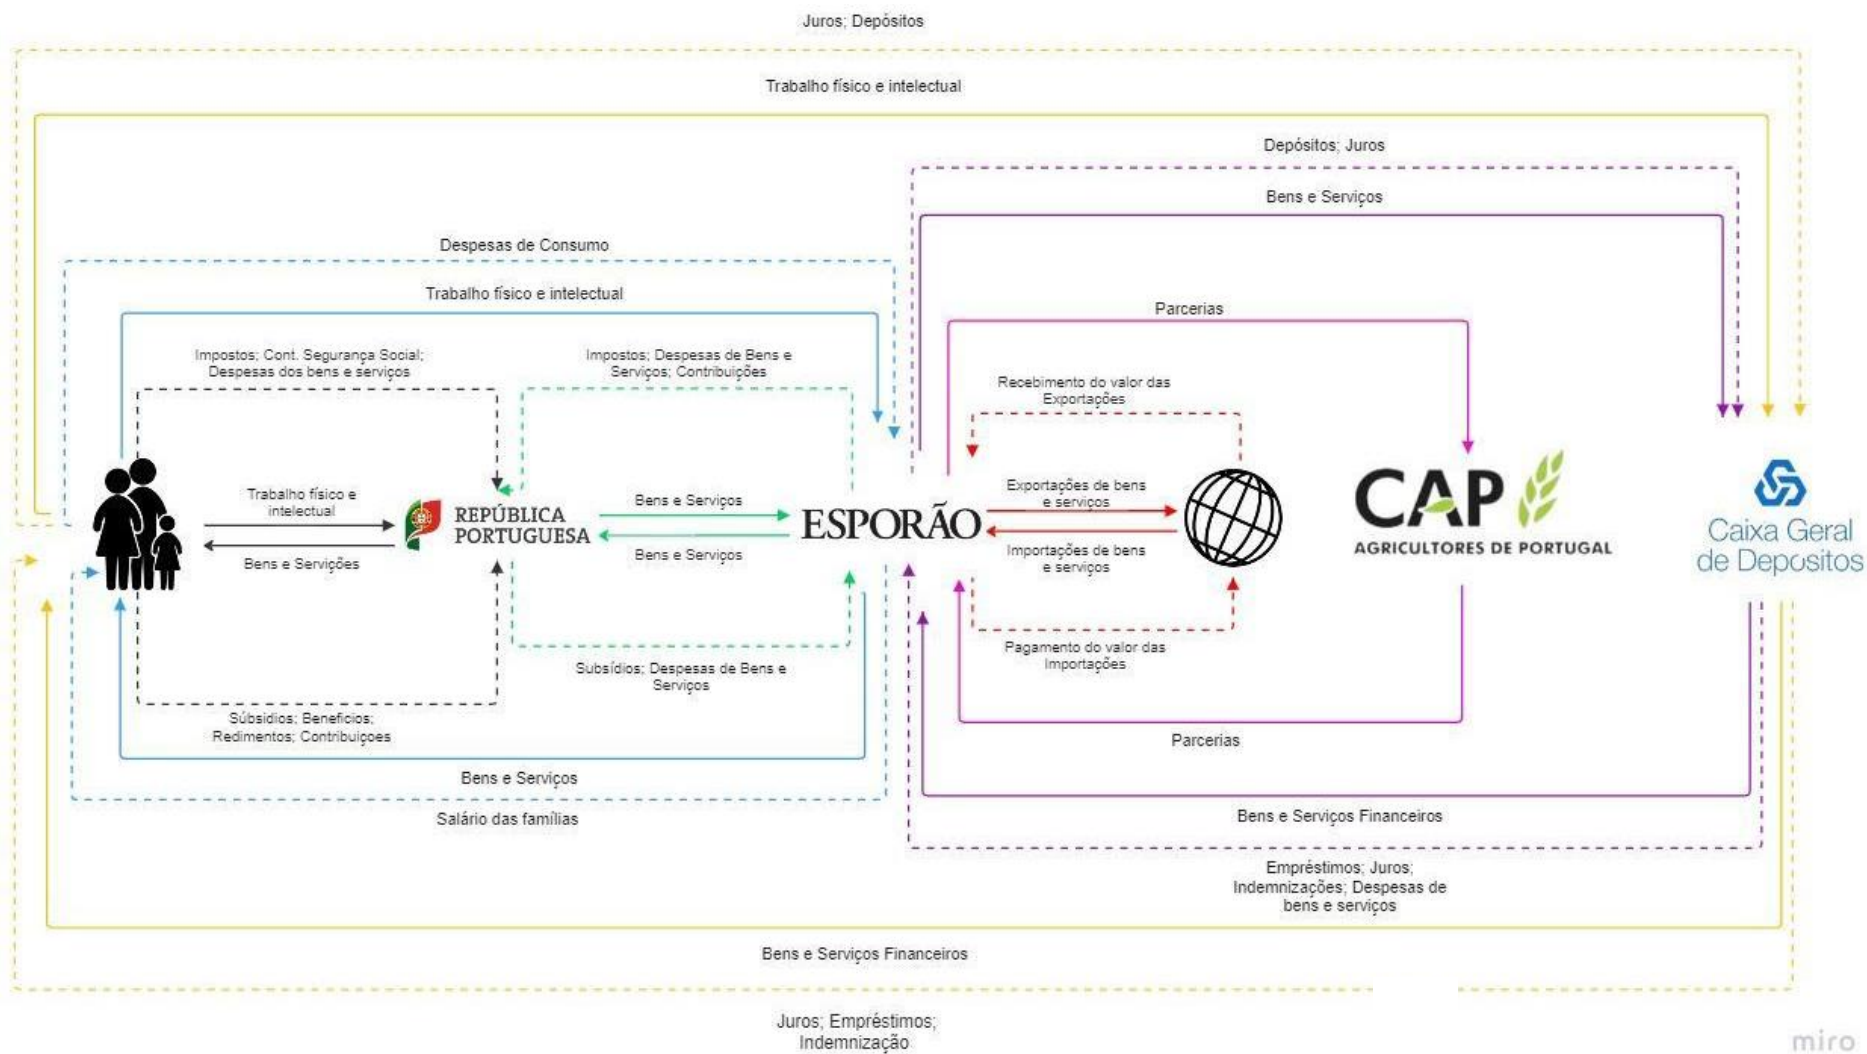 Juros; Depósitos
Trabalho físico e intelectual
Depósitos; Juros
Bens e Serviços
Despesas de Consumo
Trabalho físico e intelectual
Parcerias
Impostos; Cont. Segurança Social;
Despesas dos bens e serviços
Impostos; Despesas de Bens e
Serviços; Contribuições
Recebimento do valor das
Exportações
Trabalho físico e
intelectual
Bens e Servições
REPÚBLICA
PORTUGUESA
Bens e Serviços
Bens e Serviços
ESPORÃO
Exportações de bens
e serviços
Importações de bens
e serviços
CAP
AGRICULTORES DE PORTUGAL
Caixa Geral
de Depositos
Pagamento do valor das
Importações
Subsídios; Despesas de Bens e
Serviços
Súbsidios; Beneficios;
Redimentos; Contribuiçoes
Parcerias
Bens e Serviços
Salário das famílias
Bens e Serviços Financeiros
Empréstimos; Juros;
Indemnizações; Despesas de
bens e serviços
Bens e Serviços Financeiros
Juros; Empréstimos;
Indemnização
miro